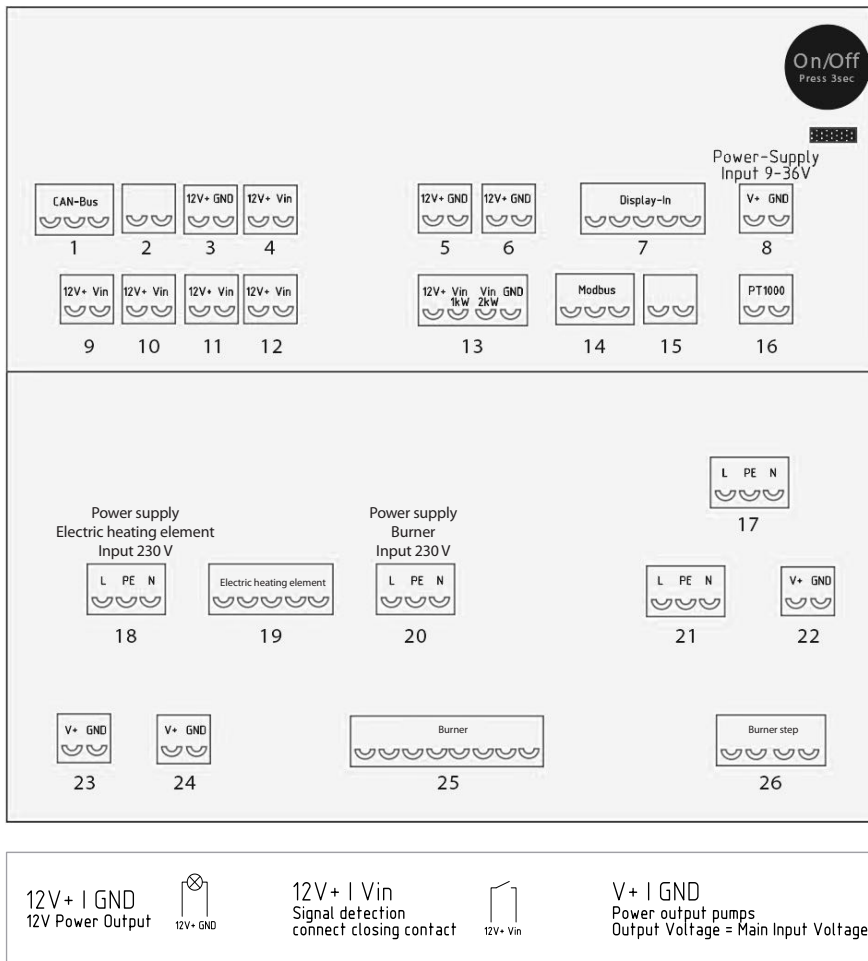 On/Off
Press 3sec
Power-Supply
Input 9-36V
CAN-Bus
12V+ GND
12V+ Vin
12V+ GND
12V+ GND
Display-In
V+ GND
1 2 3 4 5 6 7 8
12V+ Vin
12V+ Vin
12V+ Vin
12V+ Vin
12V+ Vin Vin GND
1kW 2kW
Modbus
PT1000
9 10 11 12 13 14 15 16
L PE N
17
Power supply
Electric heating element
Input 230 V
Power supply
Burner
Input 230 V
L PE N
Electric heating element
L PE N
L PE N
V+ GND
18 19 20 21 22
V+ GND
V+ GND
Burner
Burner step
23 24 25 26
12V+ | GND
12V Power Output
12V+ GND
12V+ | Vin
Signal detection
connect closing contact
12V+ Vin
V+ | GND
Power output pumps
Output Voltage = Main Input Voltage